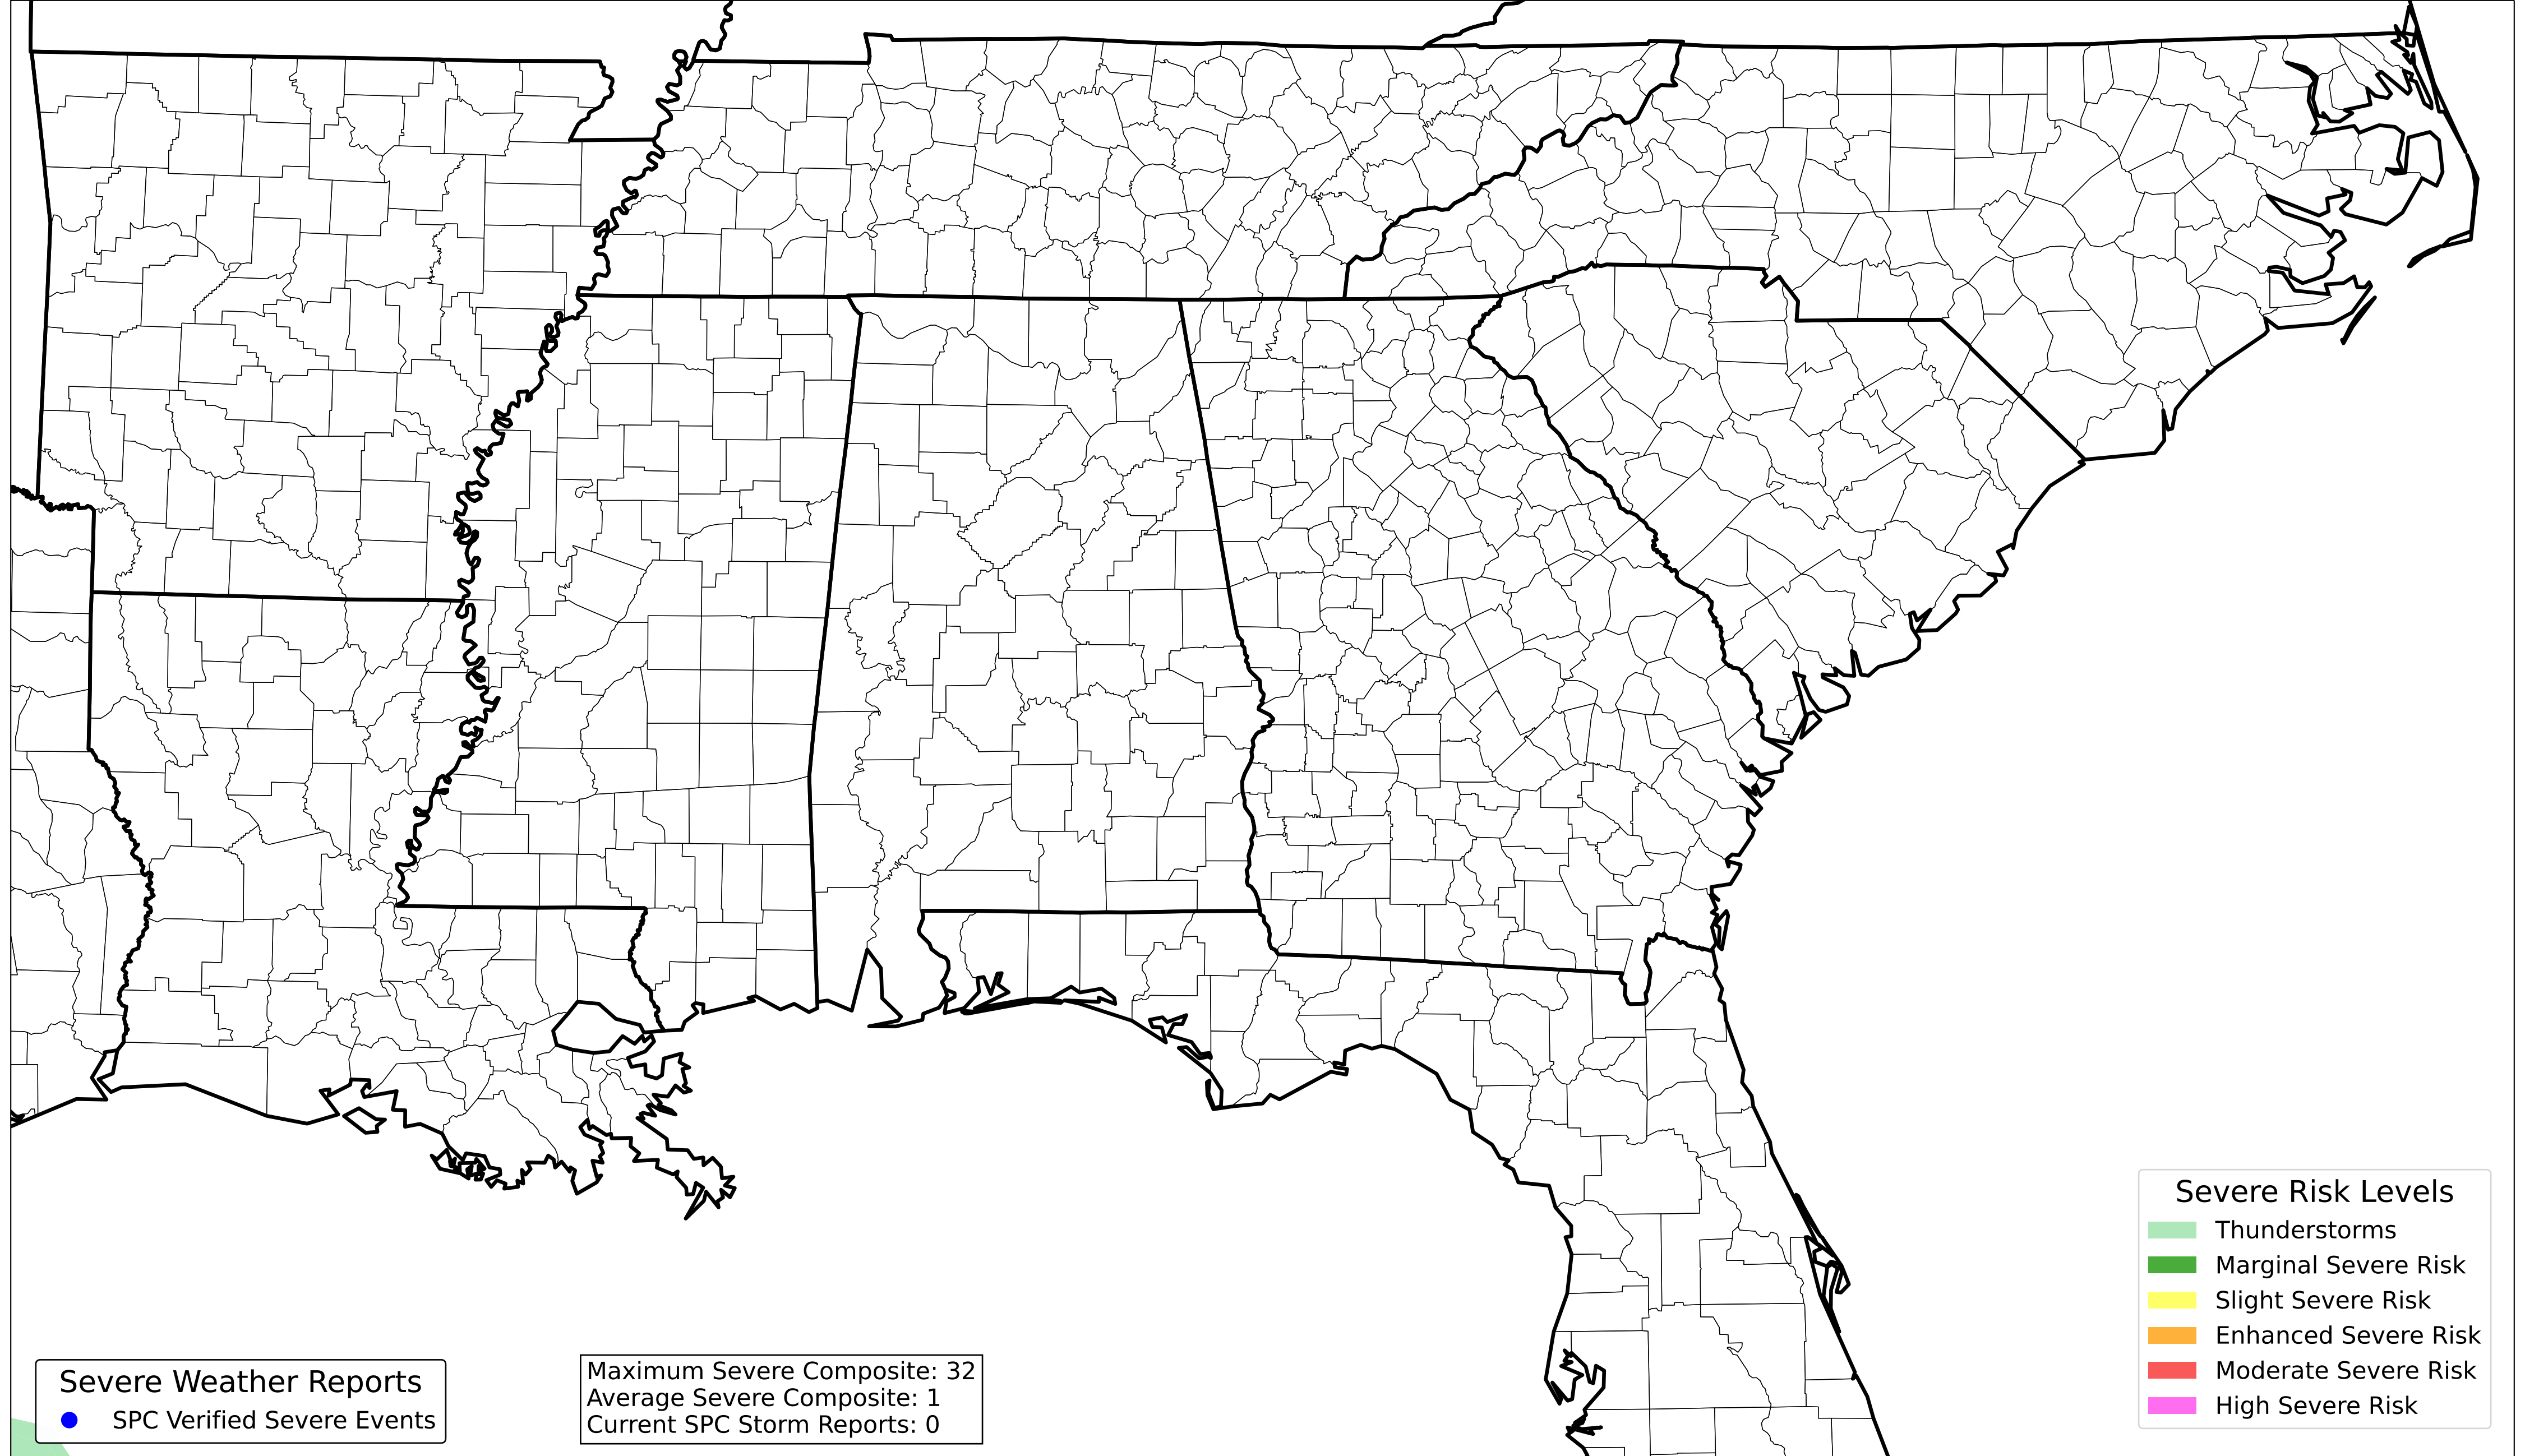 Severe Risk Levels
Thunderstorms
Marginal Severe Risk
Slight Severe Risk
Enhanced Severe Risk
Moderate Severe Risk
High Severe Risk
Severe Weather Reports
SPC Verified Severe Events
Maximum Severe Composite: 32
Average Severe Composite: 1
Current SPC Storm Reports: 0